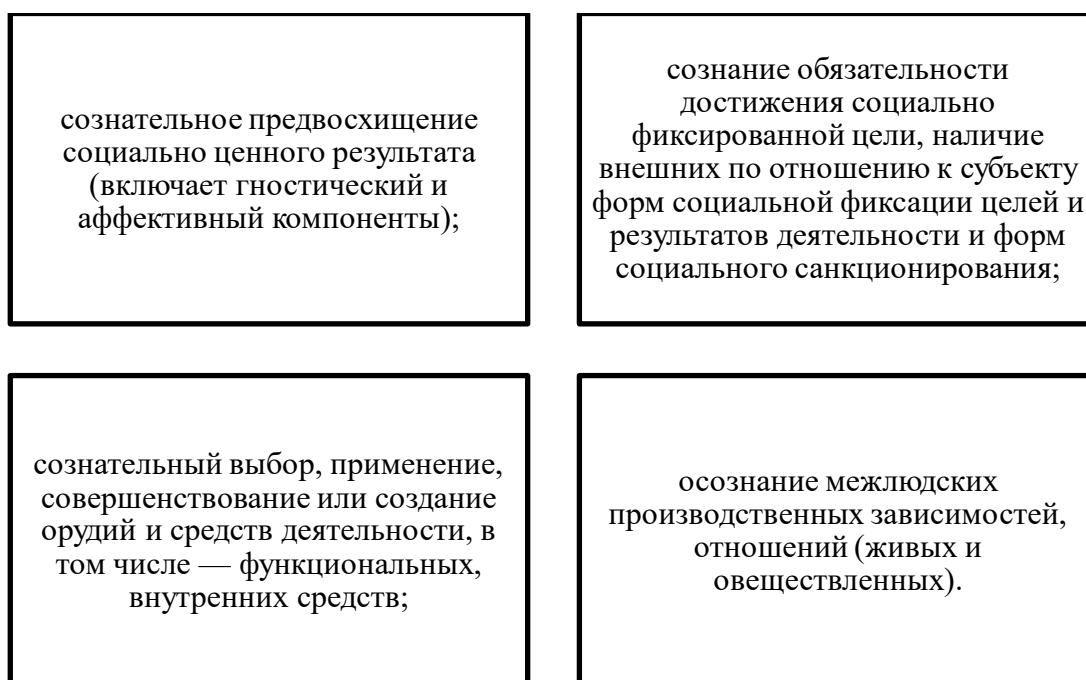 сознательное предвосхищение
социально ценного результата
(включает гностический и
аффективный компоненты);
сознание обязательности
достижения социально
фиксированной цели, наличие
внешних по отношению к субъекту
форм социальной фиксации целей и
результатов деятельности и форм
социального санкционирования;
сознательный выбор, применение,
совершенствование или создание
орудий и средств деятельности, в
том числе — функциональных,
внутренних средств;
осознание межлюдских
производственных зависимостей,
отношений (живых и
овеществленных).